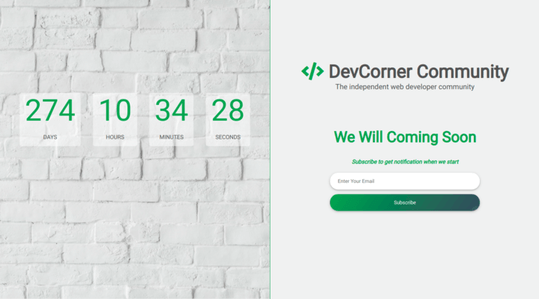 274 10 34 28
DAYS HOURS MINUTES SECONDS
</> DevCorner Community
The independent web developer community
We Will Coming Soon
Subscribe to get notification when we start
Enter Your Email
Subscribe